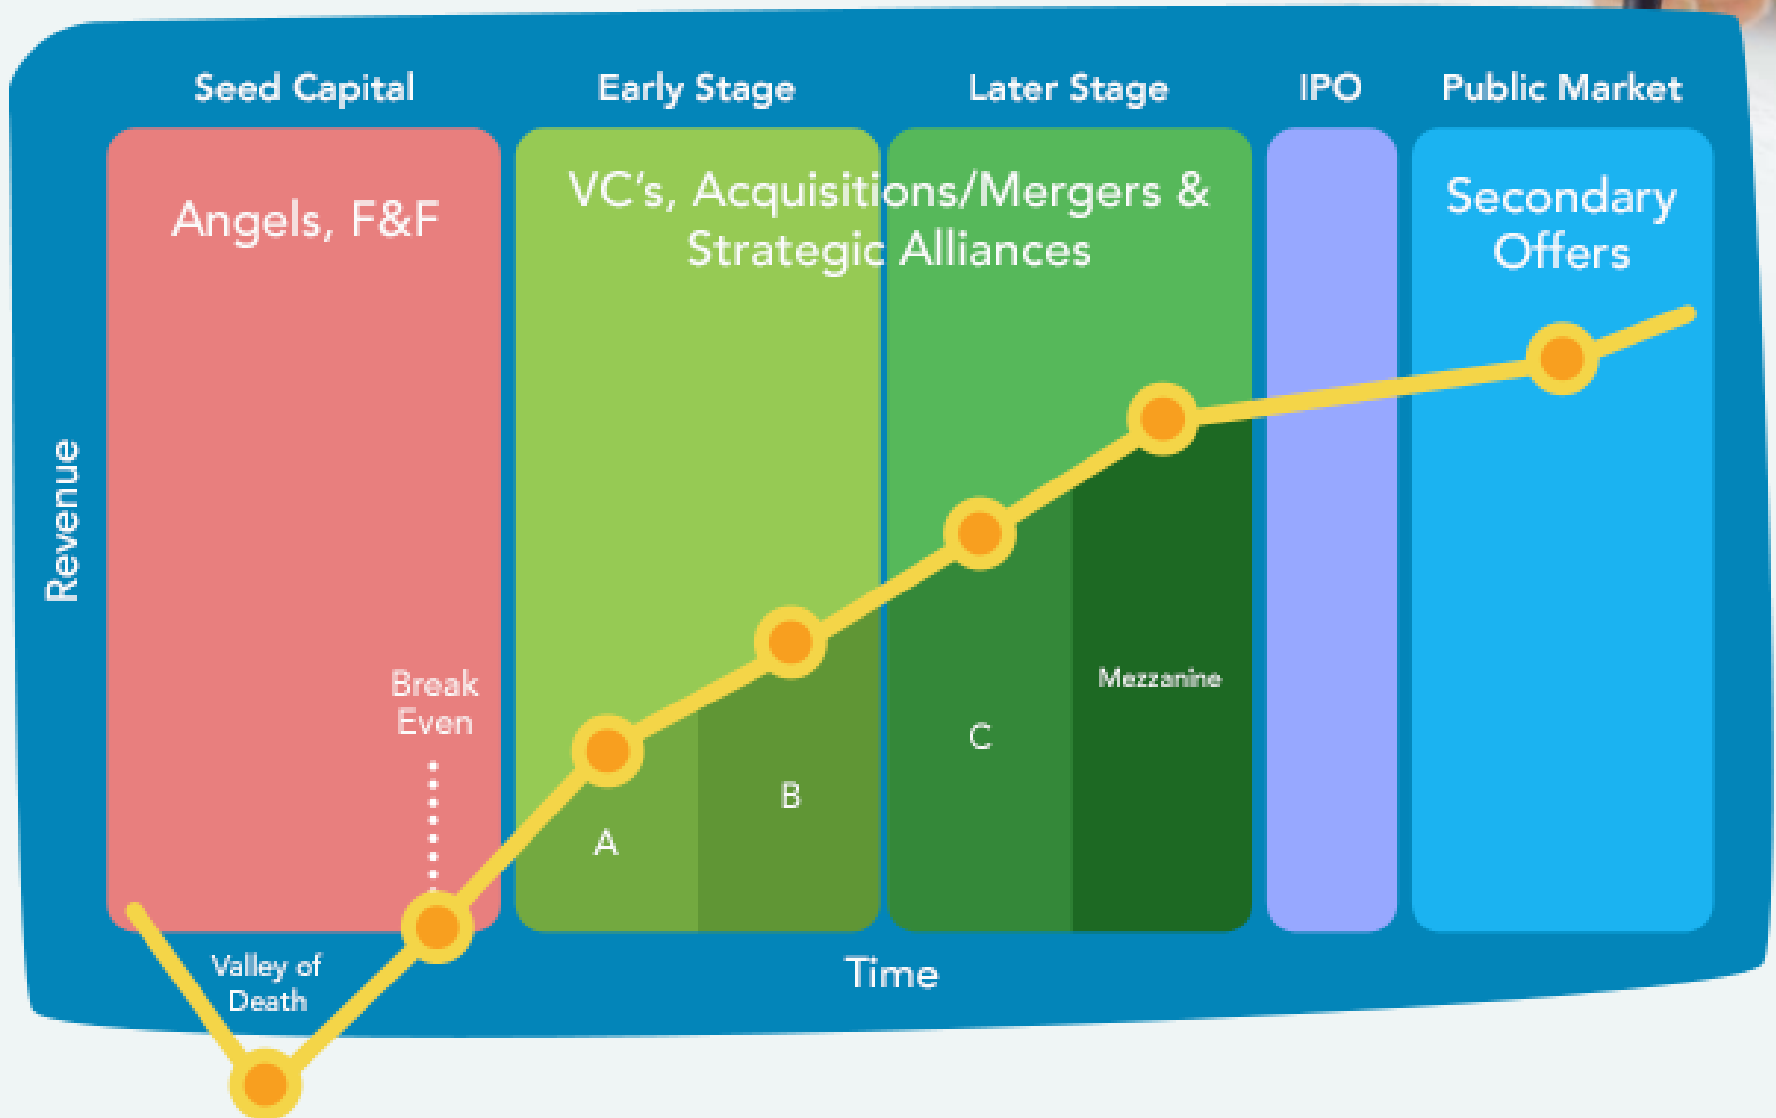 Seed Capital
Early Stage
Later Stage
IPO
Public Market
Angels, F&F
VC's, Acquisitions/Mergers &
Strategic Alliances
Secondary
Offers
Revenue
Break
Even
Mezzanine
C
B
A
Valley of
Death
Time